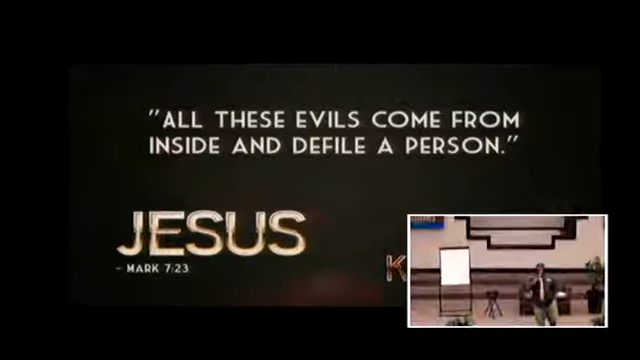 "ALL THESE EVILS COME FROM
INSIDE AND DEFILE A PERSON."
JESUS
- MARK 7:23
K